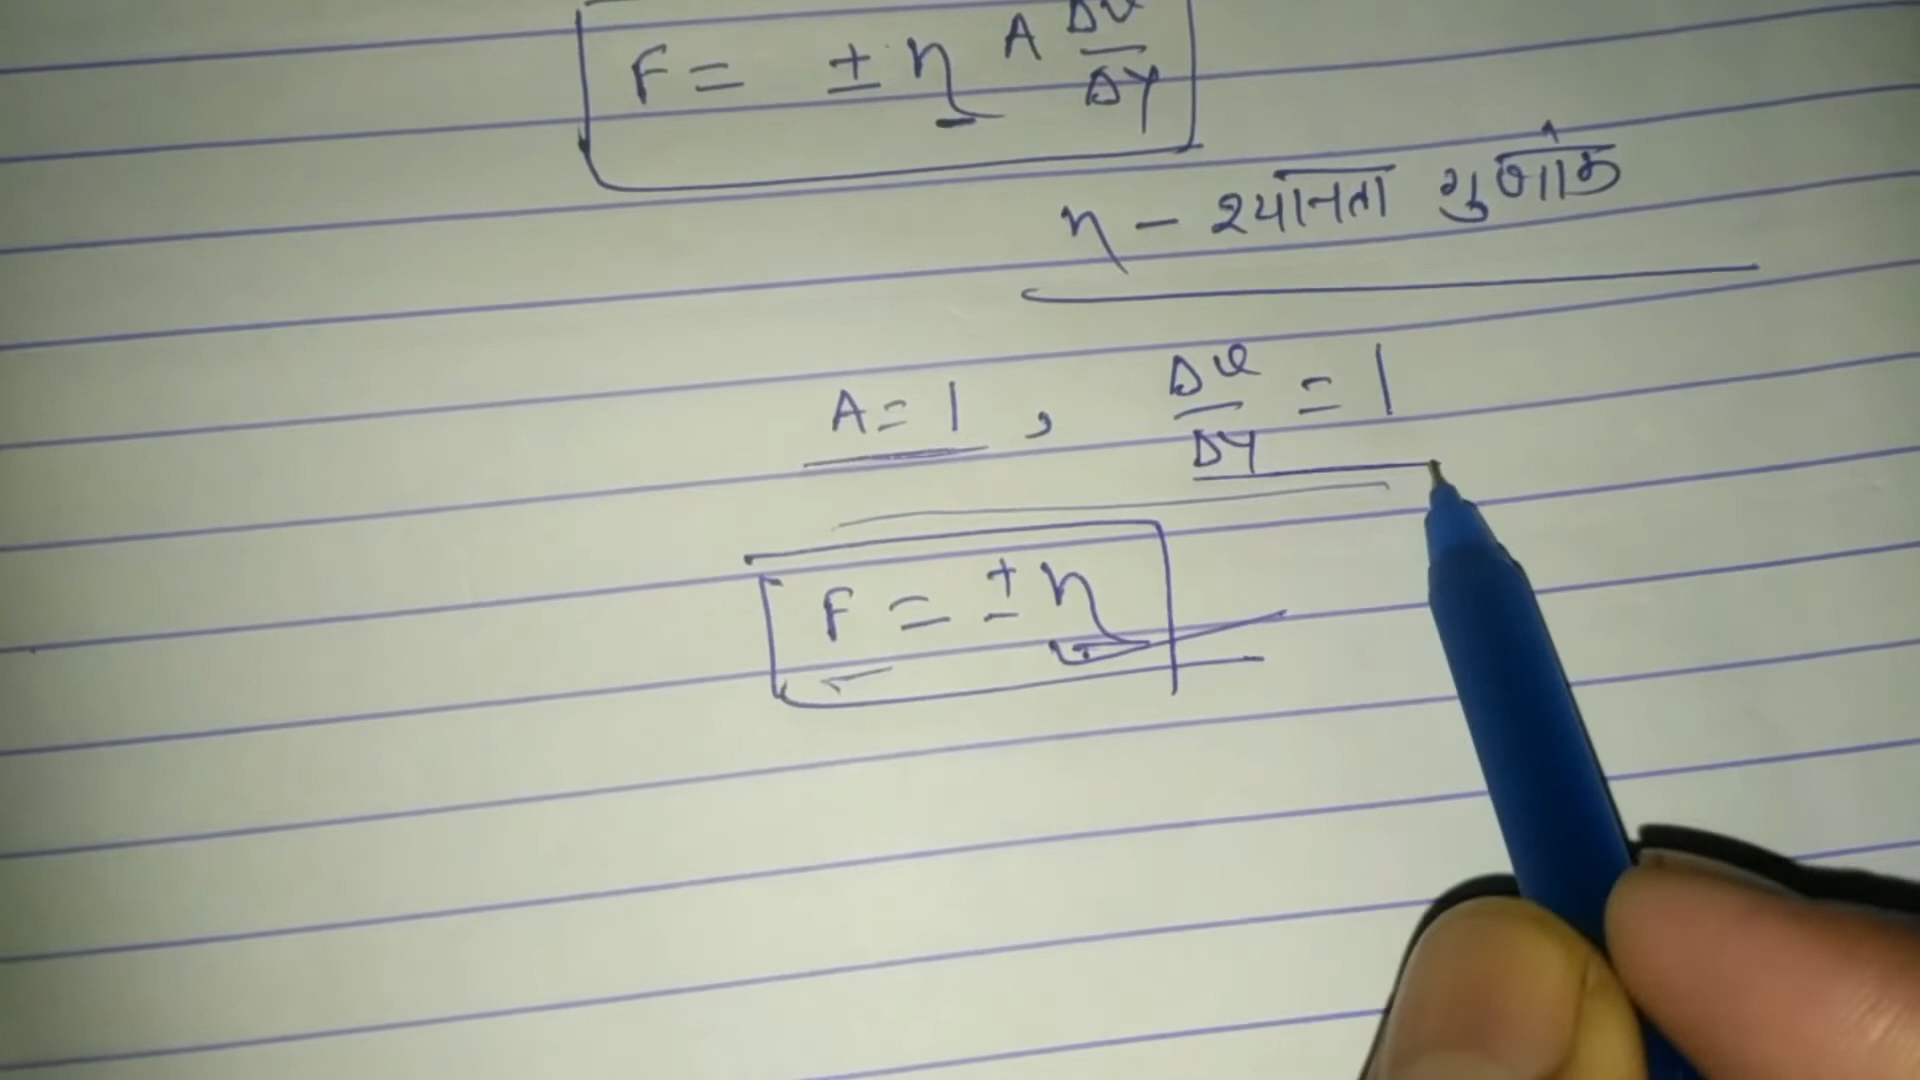 F = ± η A Δv/Δy
η – श्यानता गुणांक
A = 1 , Δv/Δy = 1
F = ± η